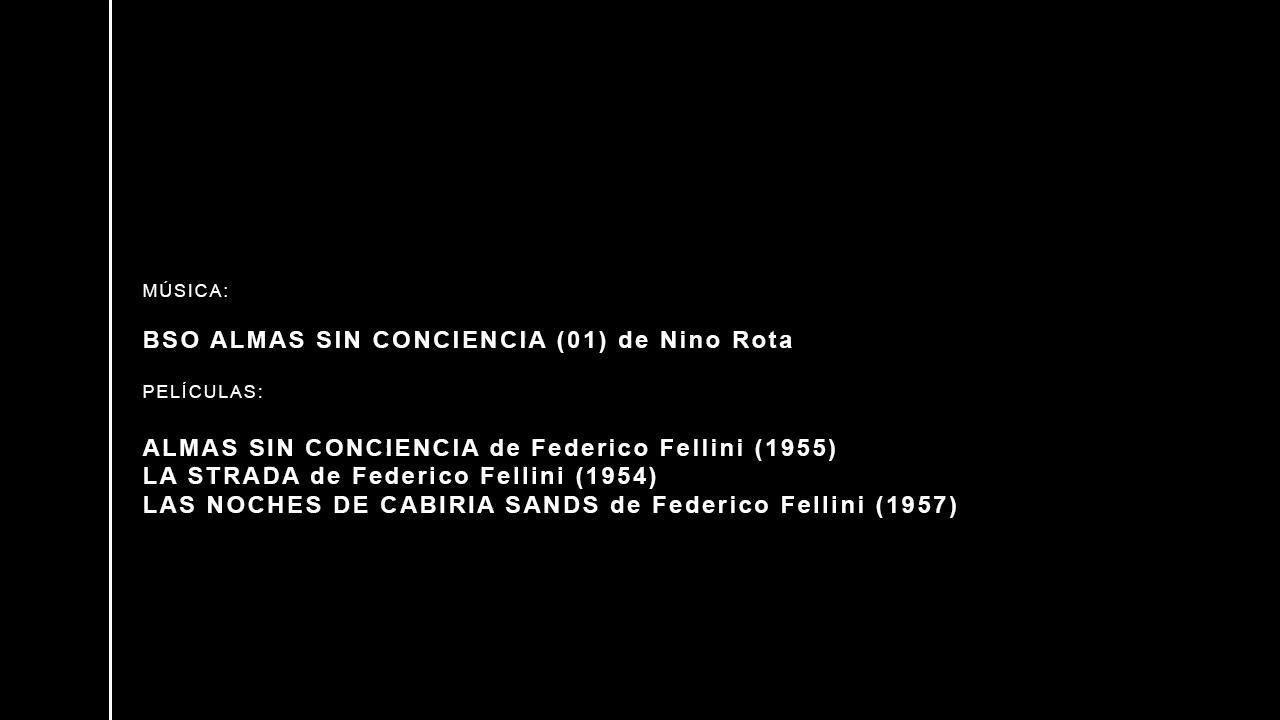 MÚSICA:
BSO ALMAS SIN CONCIENCIA (01) de Nino Rota
PELÍCULAS:
ALMAS SIN CONCIENCIA de Federico Fellini (1955)
LA STRADA de Federico Fellini (1954)
LAS NOCHES DE CABIRIA SANDS de Federico Fellini (1957)